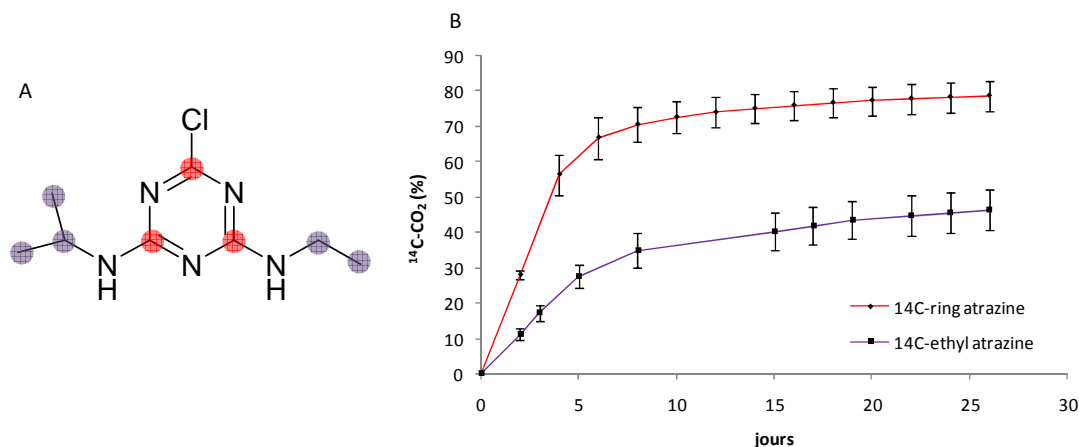 A
Cl
N N
N
N N
H H
B
90
80
70
60
50
40
30
20
10
0
¹⁴C-CO₂ (%)
0 5 10 15 20 25 30
jours
14C-ring atrazine
14C-ethyl atrazine